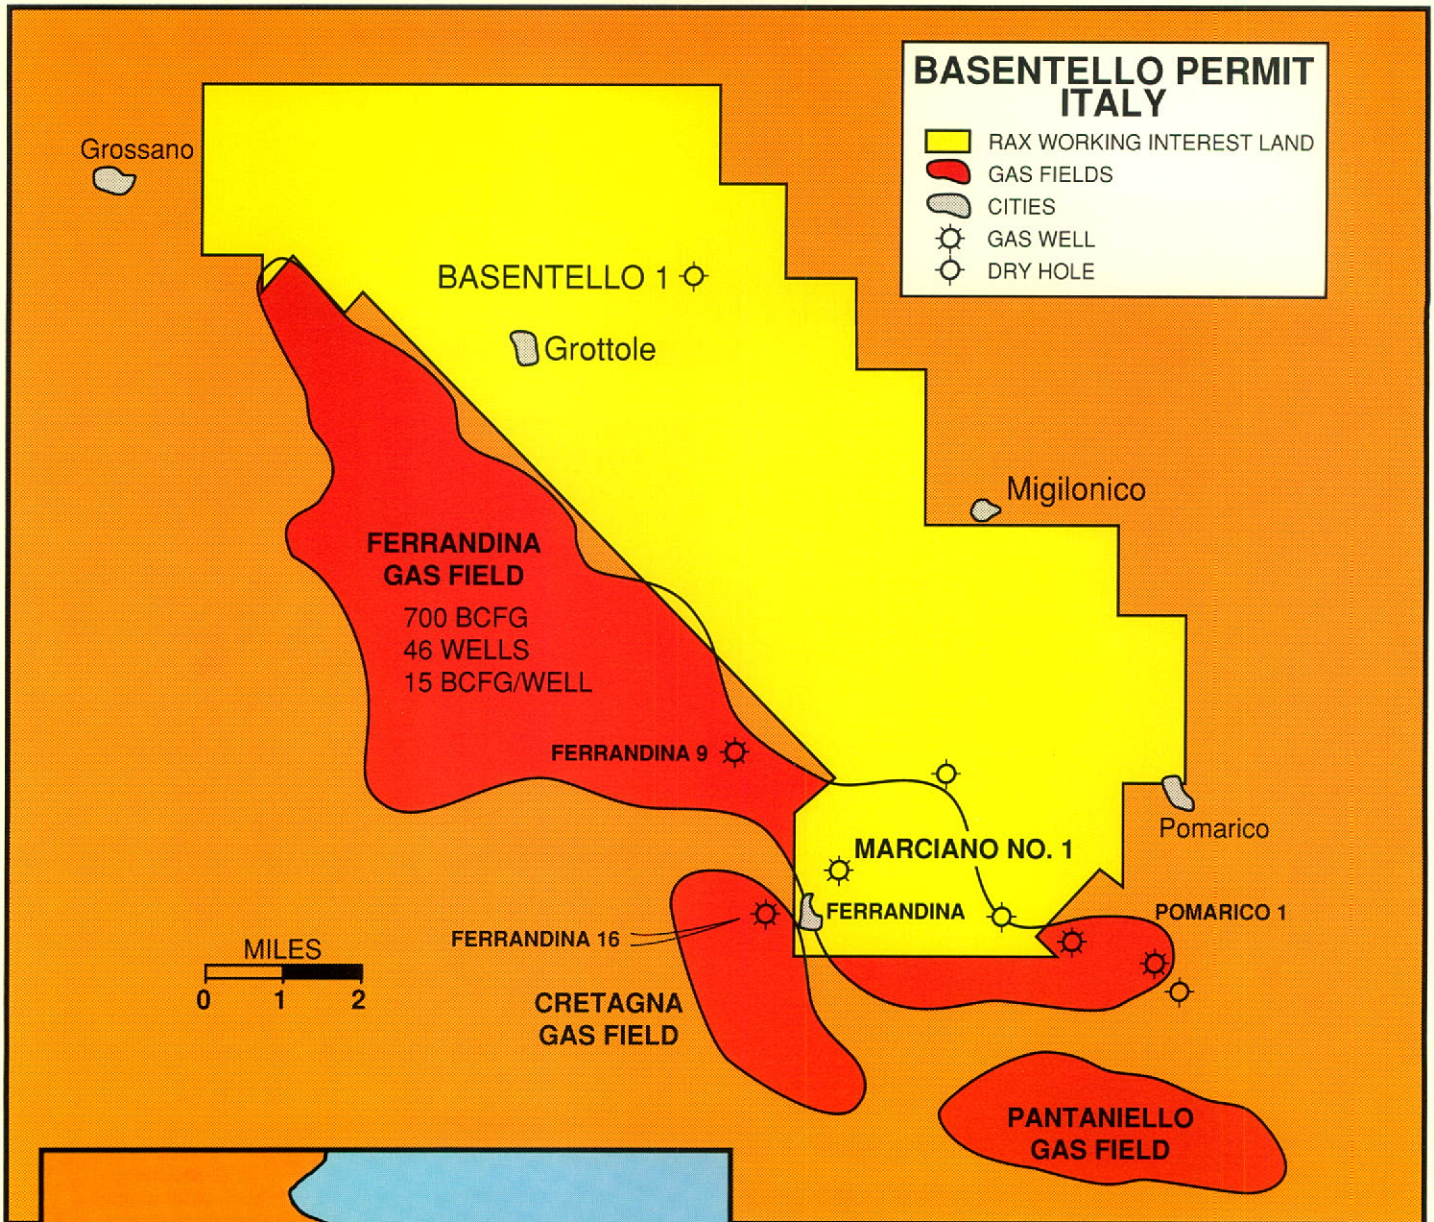 BASENTELLO PERMIT
ITALY
RAX WORKING INTEREST LAND
GAS FIELDS
CITIES
GAS WELL
DRY HOLE
Grossano
BASENTELLO 1
Grottole
Migilonico
FERRANDINA
GAS FIELD
700 BCFG
46 WELLS
15 BCFG/WELL
FERRANDINA 9
Pomarico
MARCIANO NO. 1
FERRANDINA
POMARICO 1
FERRANDINA 16
MILES
0 1 2
CRETAGNA
GAS FIELD
PANTANIELLO
GAS FIELD